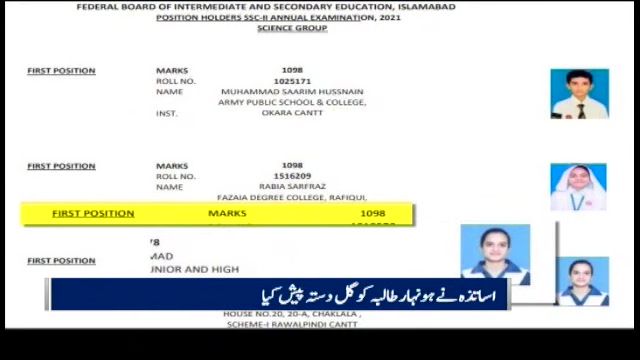 FEDERAL BOARD OF INTERMEDIATE AND SECONDARY EDUCATION, ISLAMABAD
POSITION HOLDERS SSC-II ANNUAL EXAMINATION, 2021
SCIENCE GROUP
FIRST POSITION MARKS 1098
ROLL NO. 1025171
NAME MUHAMMAD SAARIM HUSSNAIN
ARMY PUBLIC SCHOOL & COLLEGE,
INST. OKARA CANTT
FIRST POSITION MARKS 1098
ROLL NO. 1516209
NAME RABIA SARFRAZ
FAZAIA DEGREE COLLEGE, RAFIQUI,
FIRST POSITION MARKS 1098
78
MAD
FIRST POSITION
UNIOR AND HIGH
اساتذہ نے ہونہار طالبہ کو گل دستہ پیش کیا
HOUSE NO.20, 20-A, CHAKLALA,
SCHEME-I RAWALPINDI CANTT